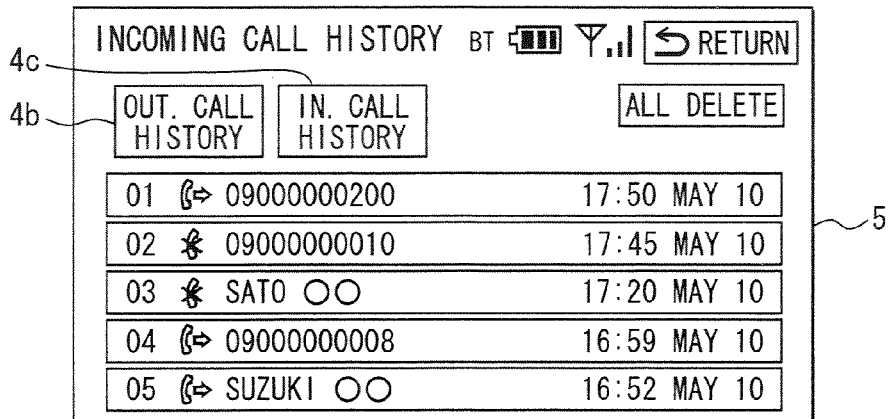 INCOMING CALL HISTORY BT RETURN
4c
4b
OUT. CALL
HISTORY
IN. CALL
HISTORY
ALL DELETE
01 09000000200 17:50 MAY 10
02 09000000010 17:45 MAY 10
03 SATO ○○ 17:20 MAY 10
04 09000000008 16:59 MAY 10
05 SUZUKI ○○ 16:52 MAY 10
5